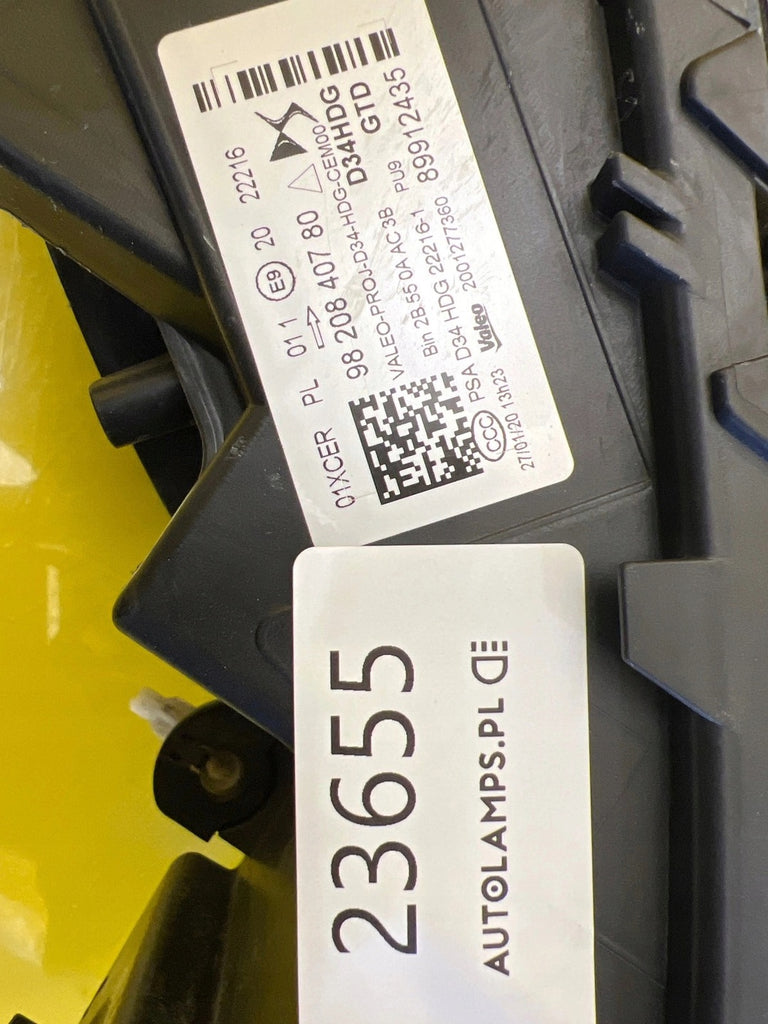 01XCER PL 011 E9 20 22216
98 208 407 80
VALEO-PROJ-D34-HDG-CEM00
D34HDG
GTD
Bin 2B 55 0A AC 3B PU9
PSA D34 HDG 22216-1 89912435
CCC Valeo 2001277360
27/01/20 13h23
23655
AUTOLAMPS.PL